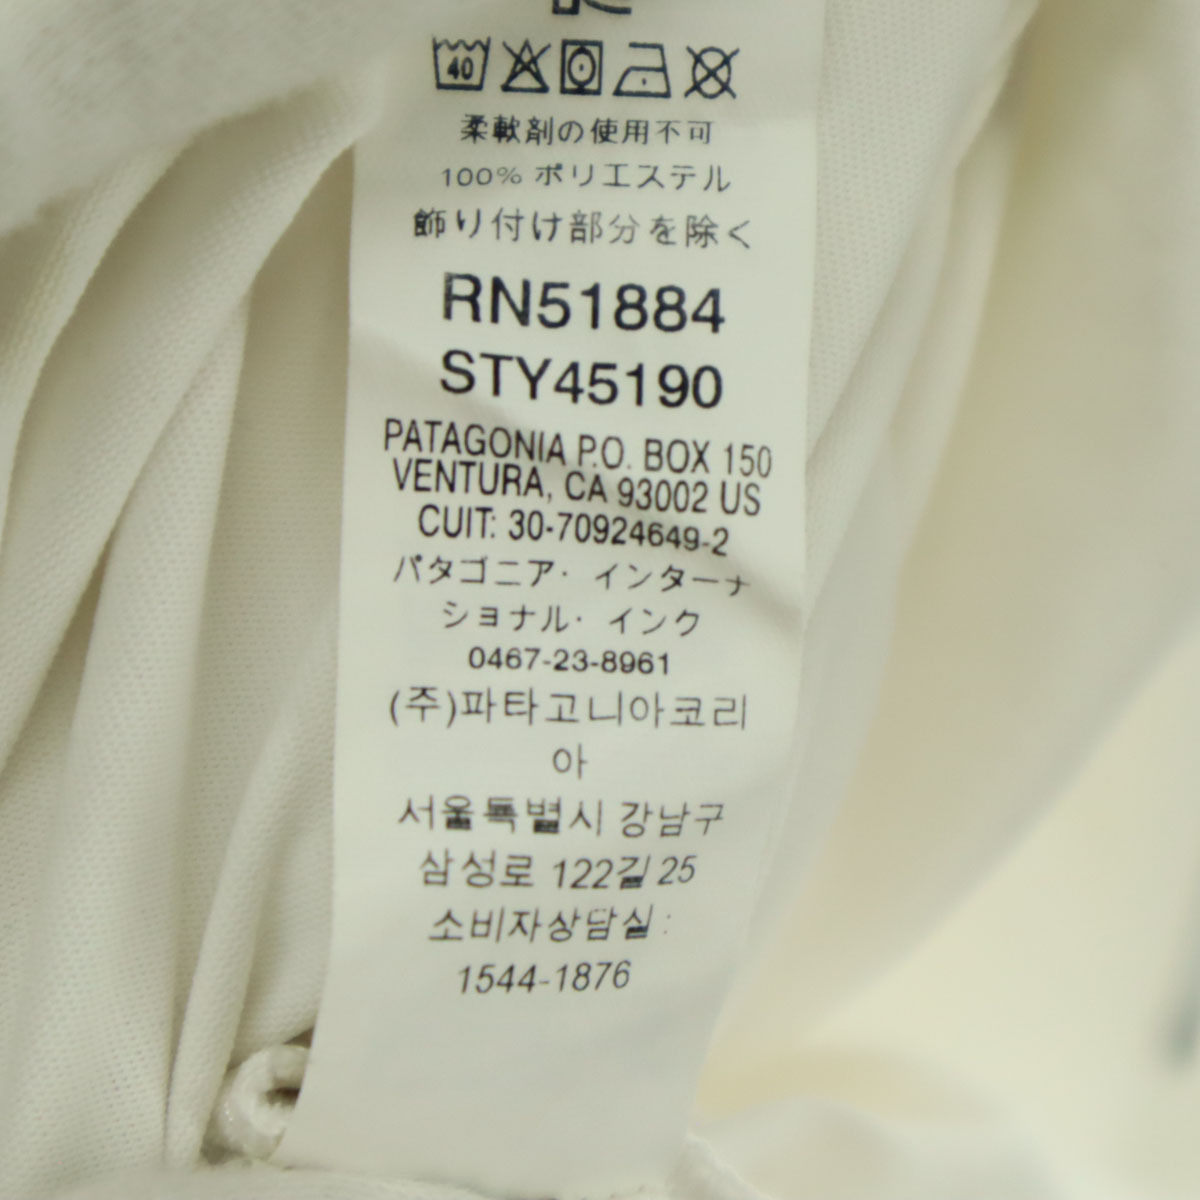 40
柔軟剤の使用不可
100% ポリエステル
飾り付け部分を除く
RN51884
STY45190
PATAGONIA P.O. BOX 150
VENTURA, CA 93002 US
CUIT: 30-70924649-2
パタゴニア・インターナ
ショナル・インク
0467-23-8961
(주)파타고니아코리
아
서울특별시 강남구
삼성로 122길 25
소비자상담실:
1544-1876